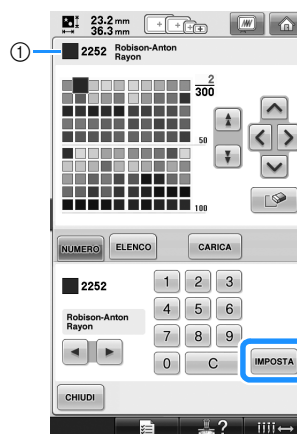 23.2 mm
36.3 mm
1
2252 Robison-Anton
Rayon
2
300
50
100
NUMERO ELENCO CARICA
2252
Robison-Anton
Rayon
1 2 3
4 5 6
7 8 9
0 C
IMPOSTA
CHIUDI
?